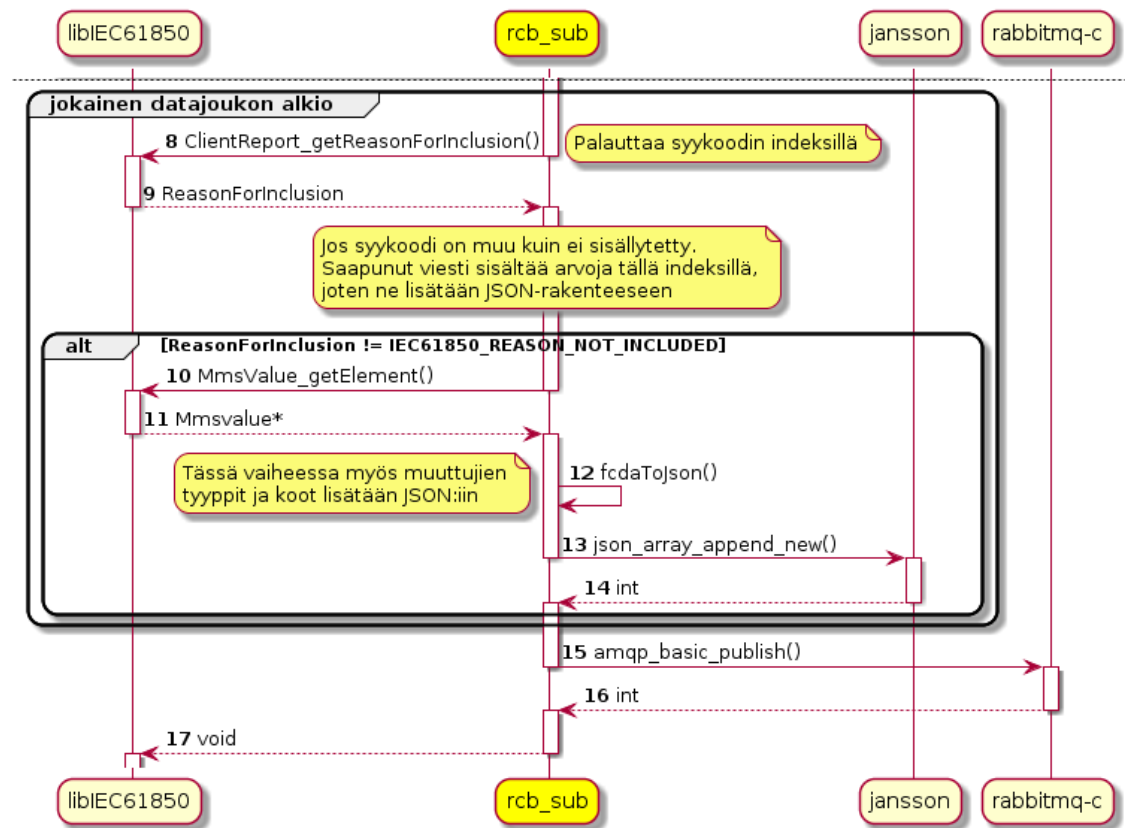 libIEC61850
rcb_sub
jansson
rabbitmq-c
jokainen datajoukon alkio
8 ClientReport_getReasonForInclusion()
Palauttaa syykoodin indeksillä
9 ReasonForInclusion
Jos syykoodi on muu kuin ei sisällytetty.
Saapunut viesti sisältää arvoja tällä indeksillä,
joten ne lisätään JSON-rakenteeseen
alt
[ReasonForInclusion != IEC61850_REASON_NOT_INCLUDED]
10 MmsValue_getElement()
11 Mmsvalue*
Tässä vaiheessa myös muuttujien
tyyppit ja koot lisätään JSON:iin
12 fcdaToJson()
13 json_array_append_new()
14 int
15 amqp_basic_publish()
16 int
17 void
libIEC61850
rcb_sub
jansson
rabbitmq-c